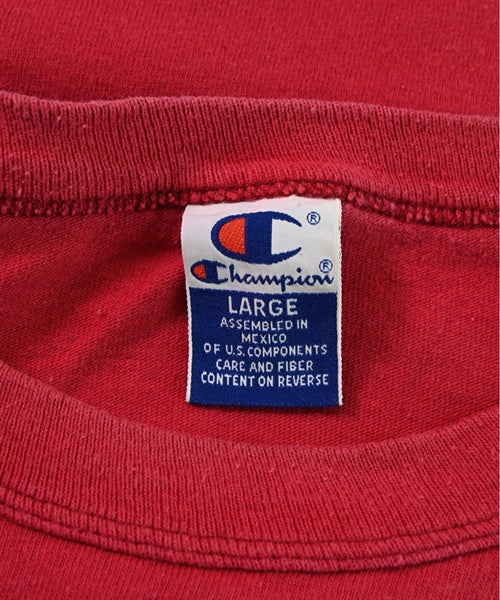 ®
Champion®
LARGE
ASSEMBLED IN
MEXICO
OF U.S. COMPONENTS
CARE AND FIBER
CONTENT ON REVERSE